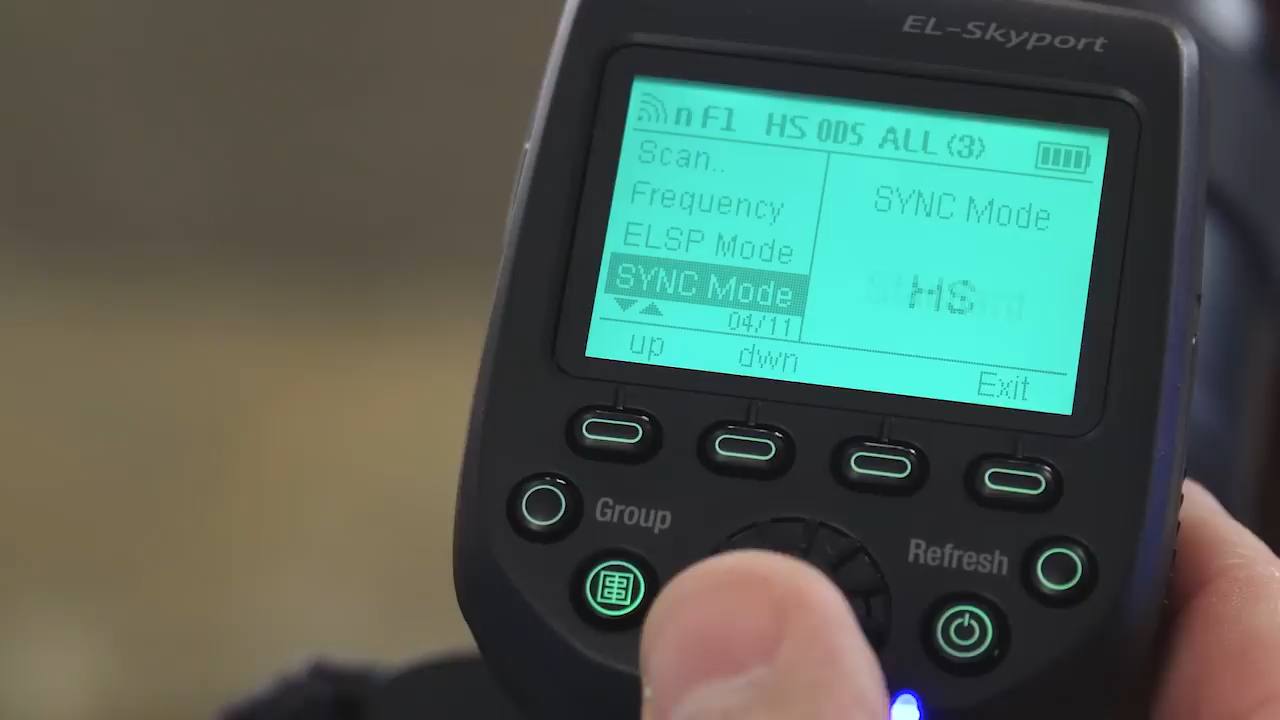 EL-Skyport
n F1 HS ODS ALL (3)
Scan..
Frequency
ELSP Mode
SYNC Mode
04/11
SYNC Mode
HS
up dwn Exit
Group
Refresh